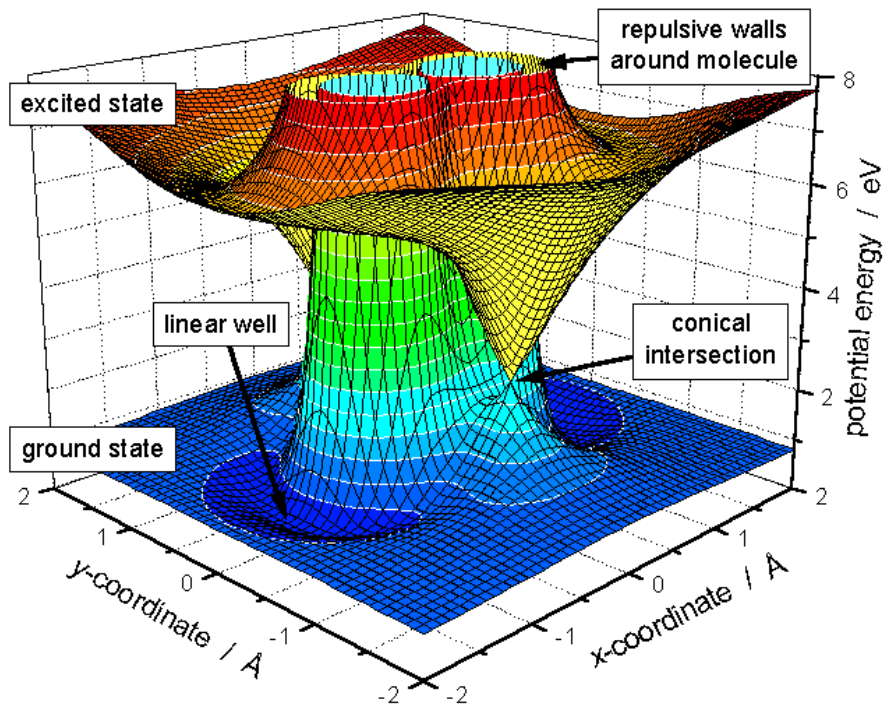 repulsive walls
around molecule
excited state
8
6
4
2
potential energy / eV
linear well
conical
intersection
ground state
2
1
0
-1
-2
y-coordinate / Å
-2
-1
0
1
2
x-coordinate / Å